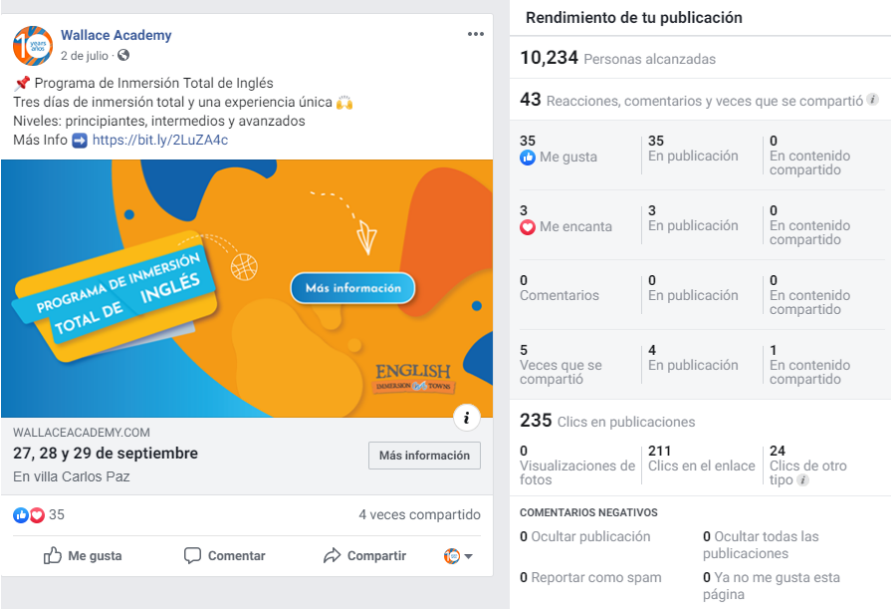 10 years años
Wallace Academy
2 de julio ·
📌 Programa de Inmersión Total de Inglés
Tres días de inmersión total y una experiencia única 🙌
Niveles: principiantes, intermedios y avanzados
Más Info ➡️ https://bit.ly/2LuZA4c
PROGRAMA DE INMERSIÓN
TOTAL DE INGLÉS
Más información
ENGLISH
IMMERSION TOWNS
i
WALLACEACADEMY.COM
27, 28 y 29 de septiembre
En villa Carlos Paz
Más información
35
4 veces compartido
Me gusta
Comentar
Compartir
Rendimiento de tu publicación
10,234 Personas alcanzadas
43 Reacciones, comentarios y veces que se compartió i
35
Me gusta
35
En publicación
0
En contenido
compartido
3
Me encanta
3
En publicación
0
En contenido
compartido
0
Comentarios
0
En publicación
0
En contenido
compartido
5
Veces que se
compartió
4
En publicación
1
En contenido
compartido
235 Clics en publicaciones
0
Visualizaciones de
fotos
211
Clics en el enlace
24
Clics de otro
tipo i
COMENTARIOS NEGATIVOS
0 Ocultar publicación
0 Ocultar todas las
publicaciones
0 Reportar como spam
0 Ya no me gusta esta
página